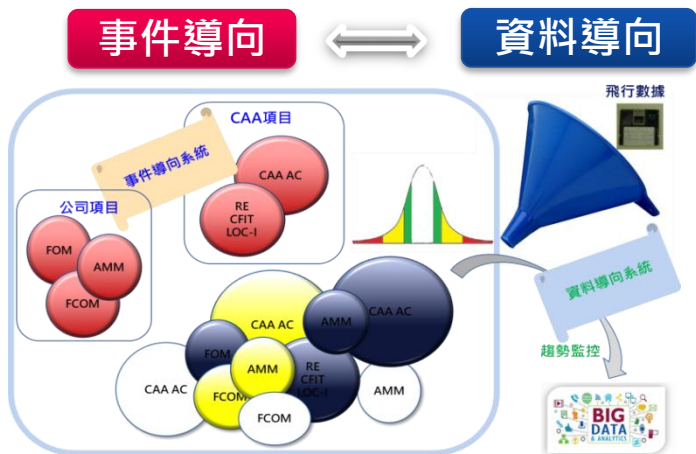 事件導向
資料導向
飛行數據
CAA項目
事件導向系統
CAA AC
RE
CFIT
LOC-I
公司項目
FOM
AMM
FCOM
資料導向系統
CAA AC
AMM
CAA AC
FOM
AMM
RE
CFIT
LOC-I
CAA AC
FCOM
AMM
FCOM
趨勢監控
BIG
DATA
& ANALYTICS